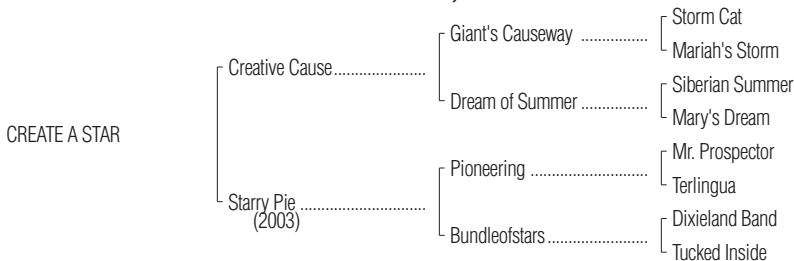 Storm Cat
Giant's Causeway ................
Mariah's Storm
Creative Cause.......................
Siberian Summer
Dream of Summer ................
Mary's Dream
CREATE A STAR
Mr. Prospector
Pioneering ............................
Terlingua
Starry Pie ..............................
(2003)
Dixieland Band
Bundleofstars........................
Tucked Inside